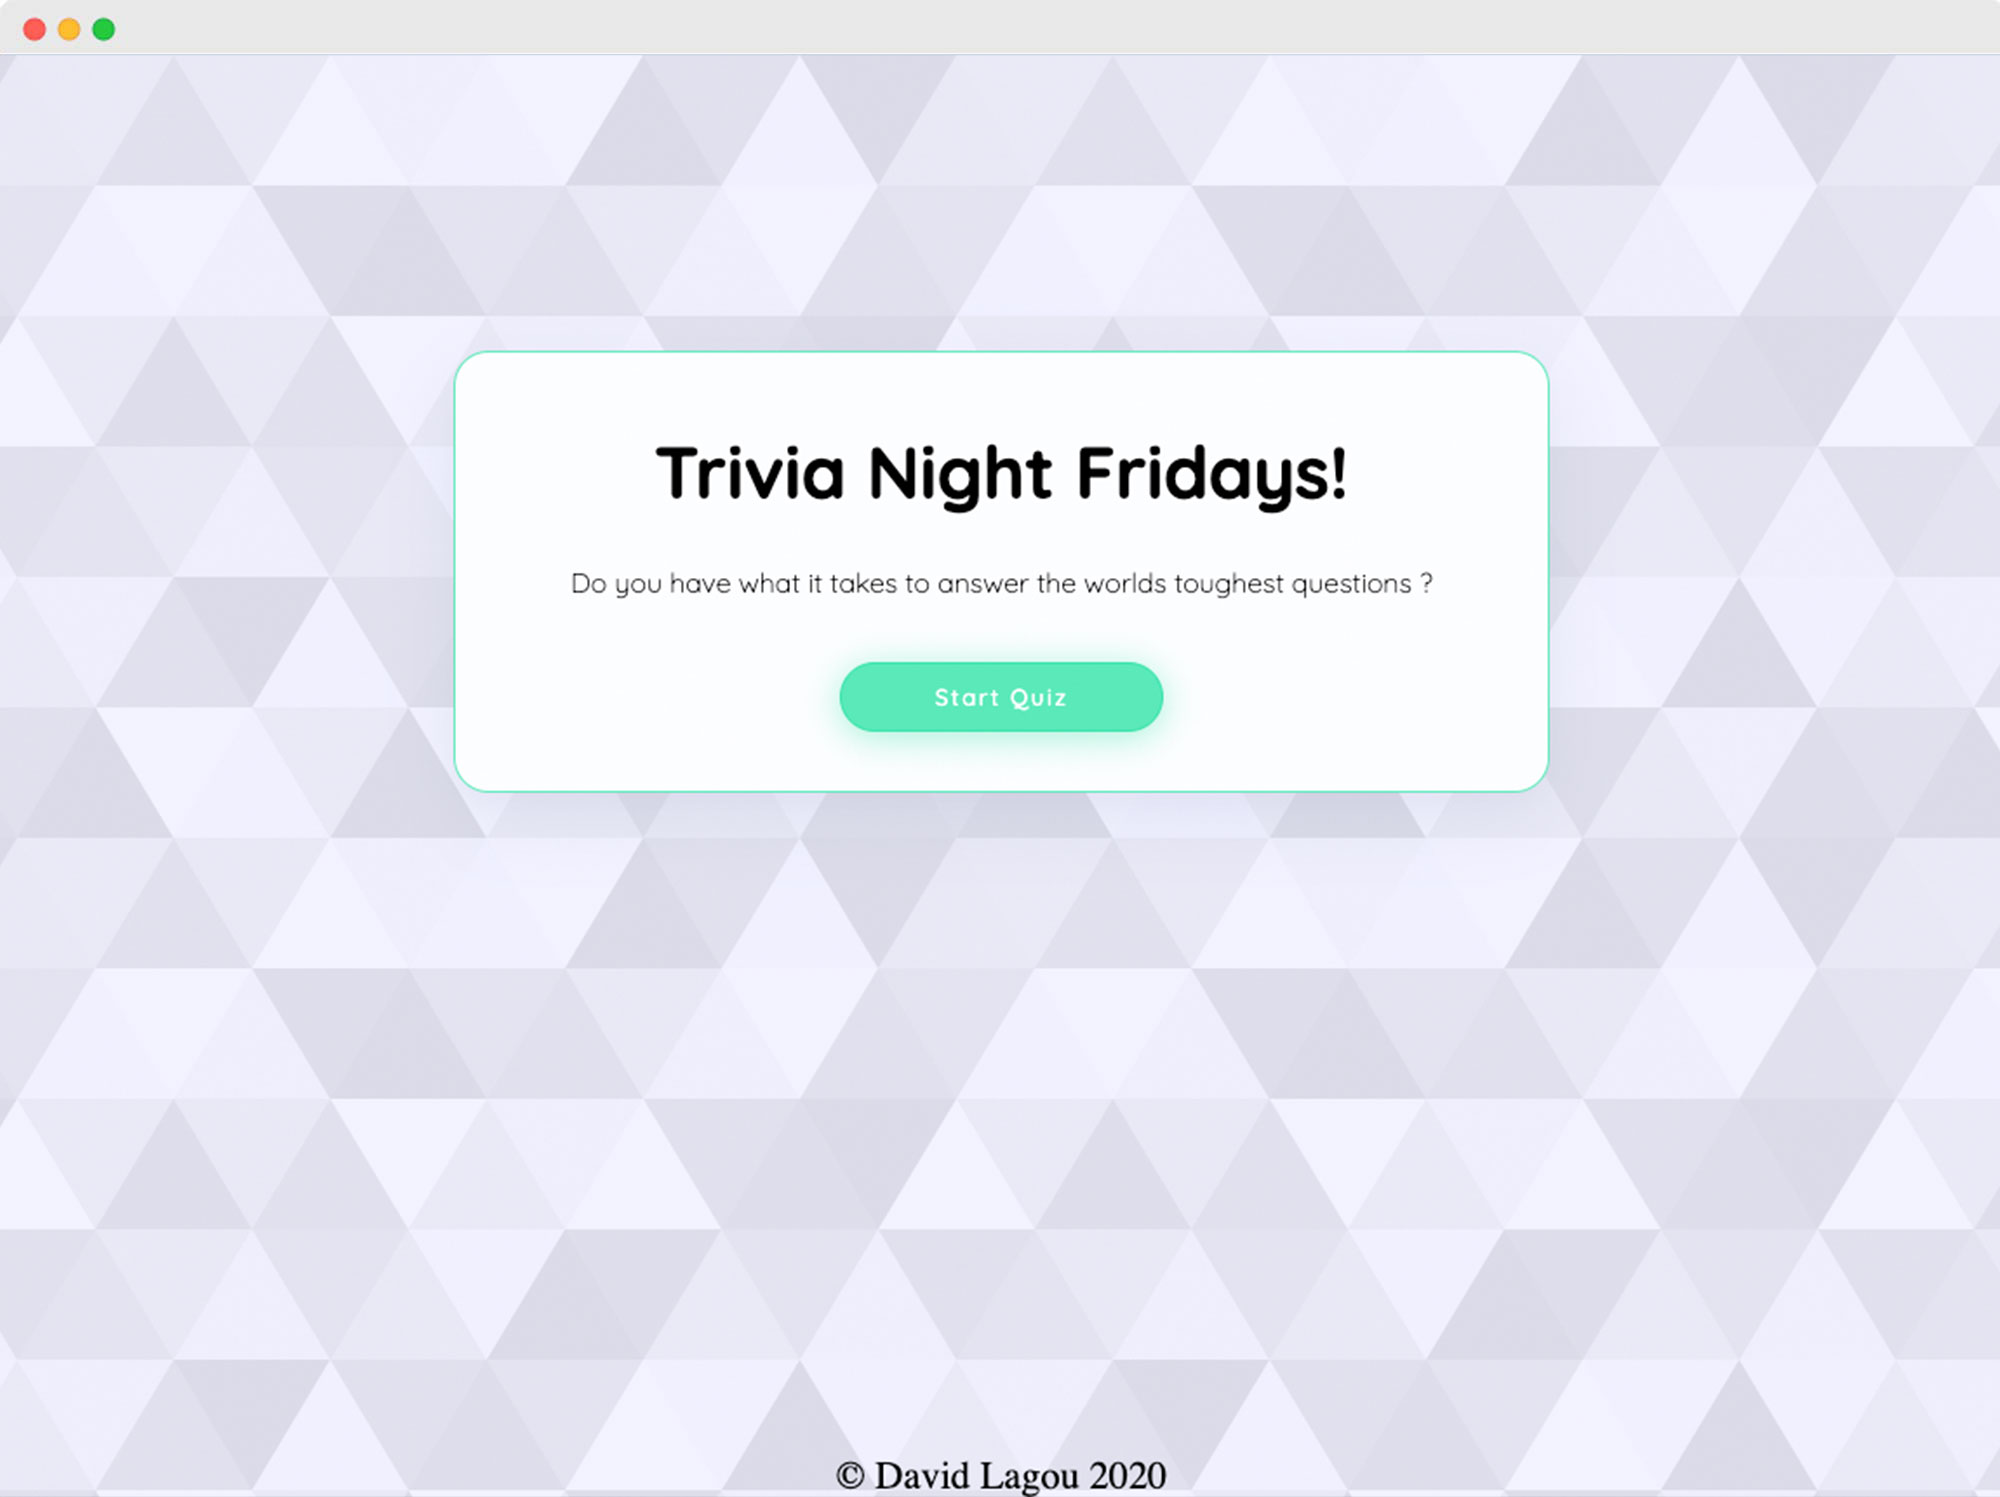 Trivia Night Fridays!
Do you have what it takes to answer the worlds toughest questions ?
Start Quiz
© David Lagou 2020